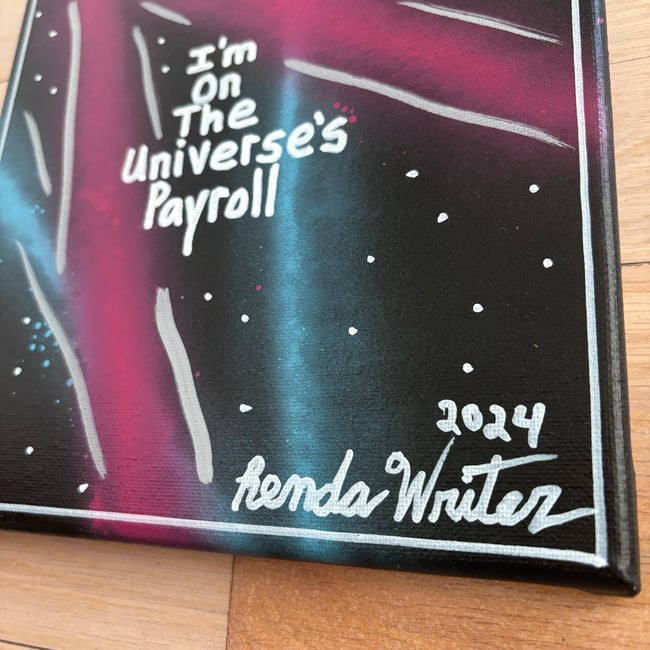 I'm
On
The
Universe's
Payroll
2024
Renda Writer